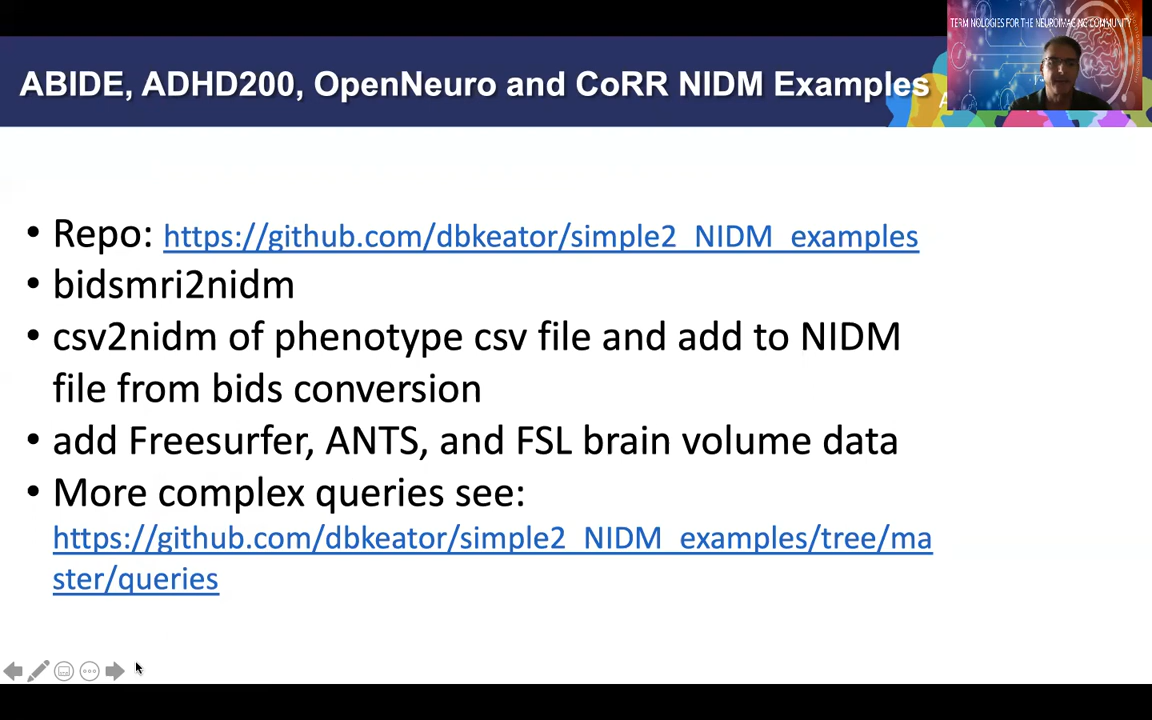 TERMINOLOGIES FOR THE NEUROIMAGING COMMUNITY
ABIDE, ADHD200, OpenNeuro and CoRR NIDM Examples
• Repo: https://github.com/dbkeator/simple2_NIDM_examples
• bidsmri2nidm
• csv2nidm of phenotype csv file and add to NIDM
file from bids conversion
• add Freesurfer, ANTS, and FSL brain volume data
• More complex queries see:
https://github.com/dbkeator/simple2_NIDM_examples/tree/ma
ster/queries